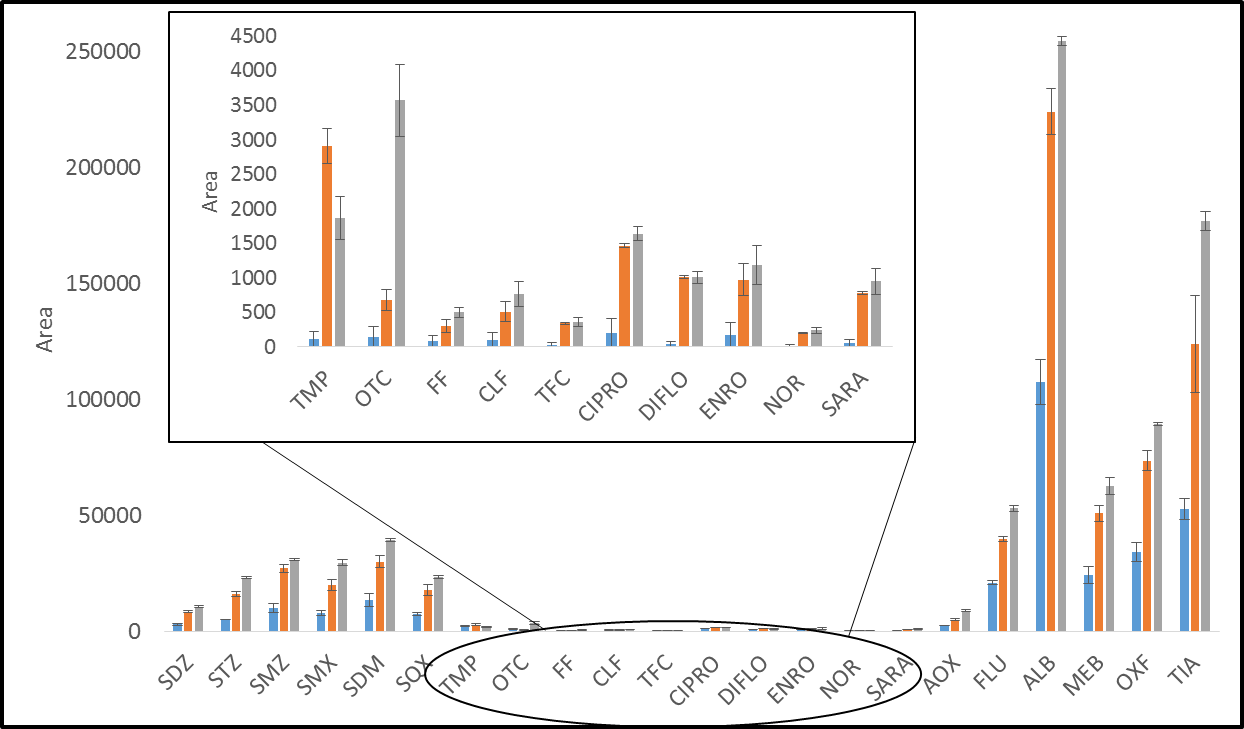 4500
4000
3500
3000
2500
2000
1500
1000
500
0
Area
TMP
OTC
FF
CLF
TFC
CIPRO
DIFLO
ENRO
NOR
SARA
250000
200000
150000
100000
50000
0
Area
SDZ
STZ
SMZ
SMX
SDM
SQX
TMP
OTC
FF
CLF
TFC
CIPRO
DIFLO
ENRO
NOR
SARA
AOX
FLU
ALB
MEB
OXF
TIA